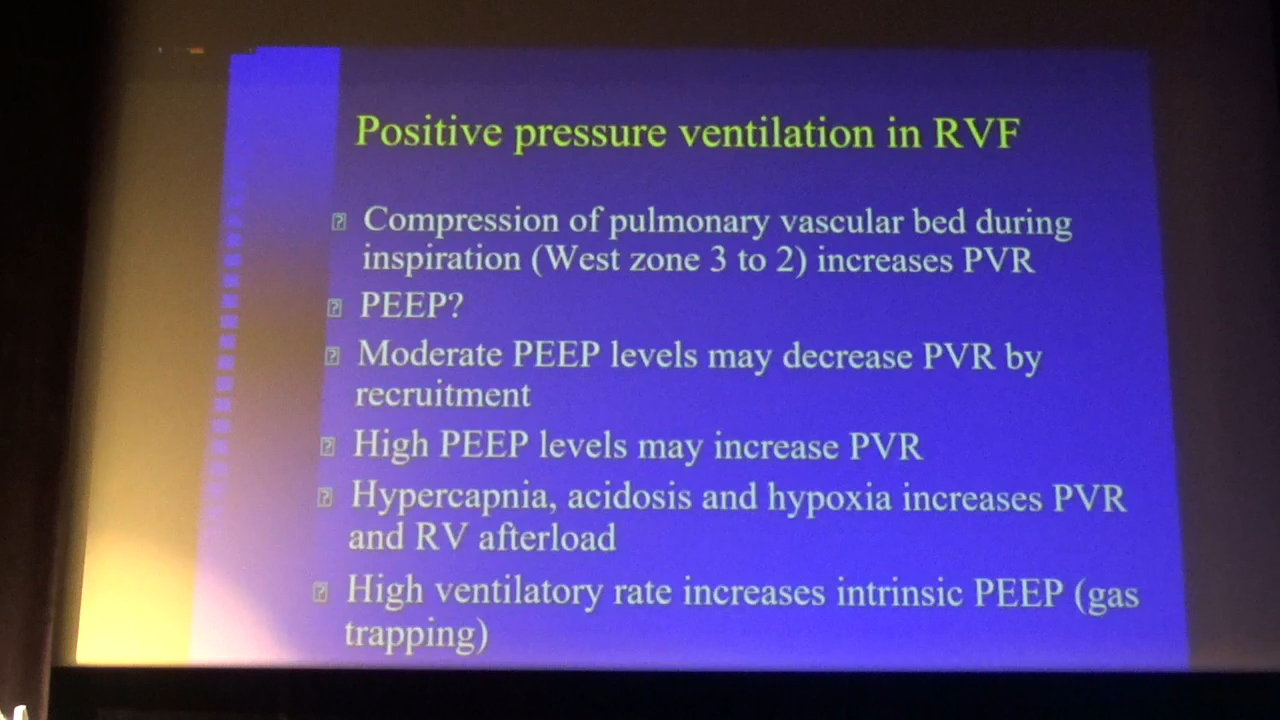 Positive pressure ventilation in RVF
Compression of pulmonary vascular bed during
inspiration (West zone 3 to 2) increases PVR
PEEP?
Moderate PEEP levels may decrease PVR by
recruitment
High PEEP levels may increase PVR
Hypercapnia, acidosis and hypoxia increases PVR
and RV afterload
High ventilatory rate increases intrinsic PEEP (gas
trapping)